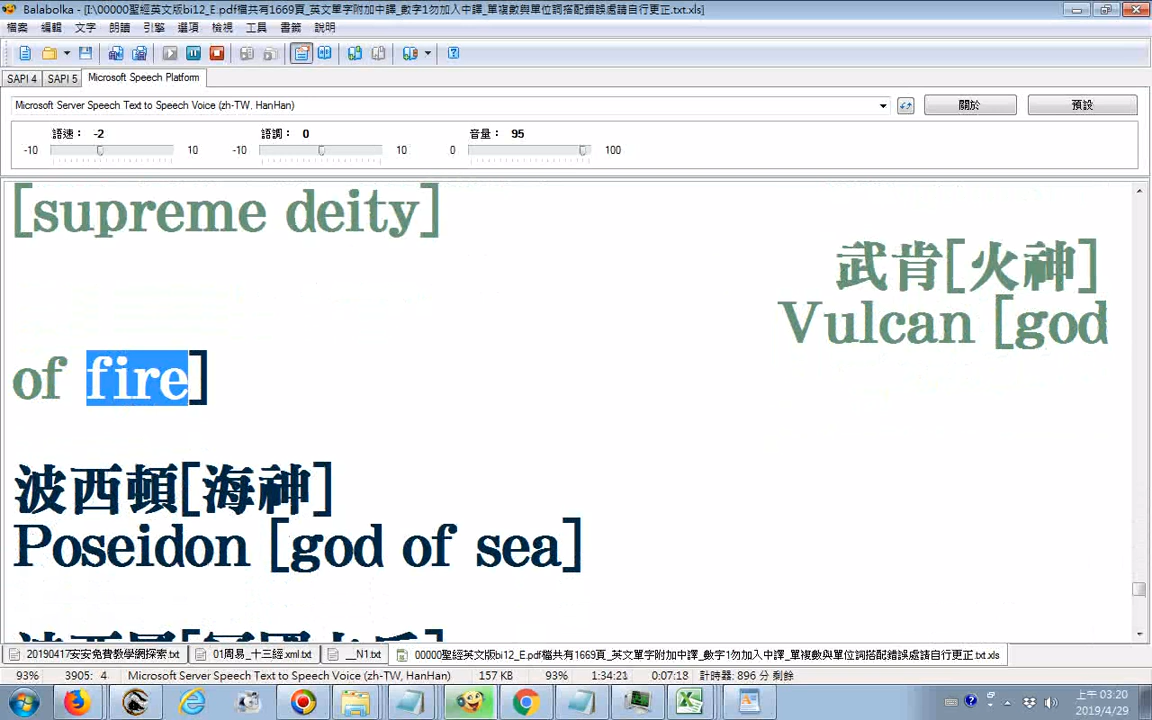 Balabolka - [I:\00000聖經英文版bi12_E.pdf檔共有1669頁_英文單字附加中譯_數字1勿加入中譯_單複數與單位詞搭配錯誤處請自行更正.txt.xls]
檔案 編輯 文字 朗讀 引擎 選項 檢視 工具 書籤 說明
SAPI 4 SAPI 5 Microsoft Speech Platform
Microsoft Server Speech Text to Speech Voice (zh-TW, HanHan) 關於 預設
語速： -2 語調： 0 音量： 95
-10 10 -10 10 0 100
[supreme deity]
武肯[火神]
Vulcan [god
of fire]
波西頓[海神]
Poseidon [god of sea]
20190417安安免費教學網探索.txt 01周易_十三經.xml.txt __N1.txt 00000聖經英文版bi12_E.pdf檔共有1669頁_英文單字附加中譯_數字1勿加入中譯_單複數與單位詞搭配錯誤處請自行更正.txt.xls
93% 3905: 4 Microsoft Server Speech Text to Speech Voice (zh-TW, HanHan) 157 KB 93% 1:34:21 0:07:18 計時器: 896 分 剩餘
上午 03:20
2019/4/29